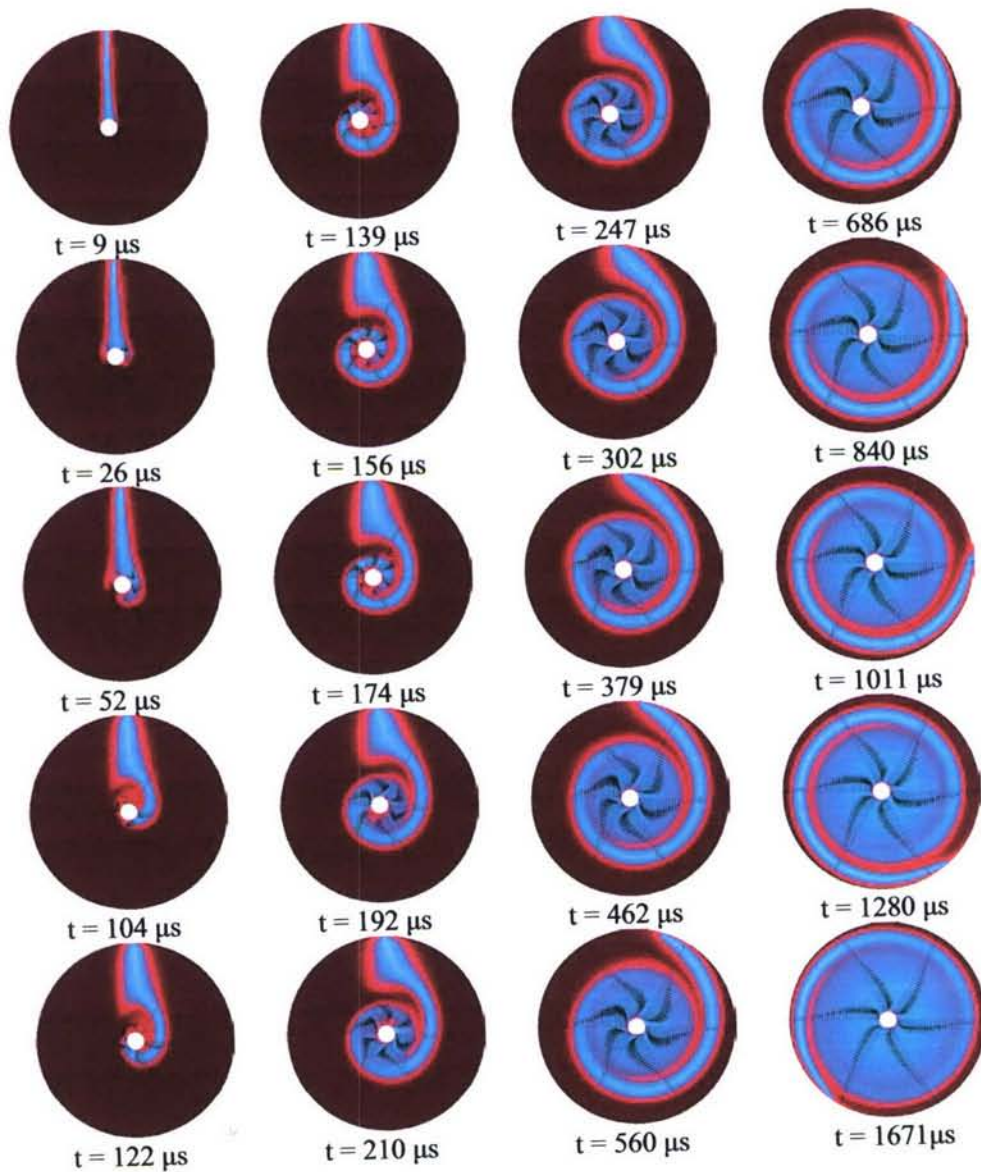 t = 9 μs
t = 139 μs
t = 247 μs
t = 686 μs
t = 26 μs
t = 156 μs
t = 302 μs
t = 840 μs
t = 52 μs
t = 174 μs
t = 379 μs
t = 1011 μs
t = 104 μs
t = 192 μs
t = 462 μs
t = 1280 μs
t = 122 μs
t = 210 μs
t = 560 μs
t = 1671μs